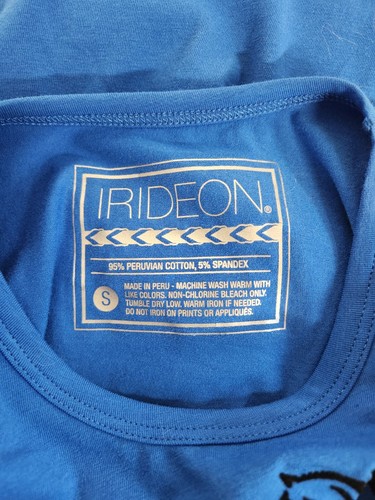 IRIDEON®
95% PERUVIAN COTTON, 5% SPANDEX
S
MADE IN PERU - MACHINE WASH WARM WITH
LIKE COLORS. NON-CHLORINE BLEACH ONLY.
TUMBLE DRY LOW. WARM IRON IF NEEDED.
DO NOT IRON ON PRINTS OR APPLIQUÉS.